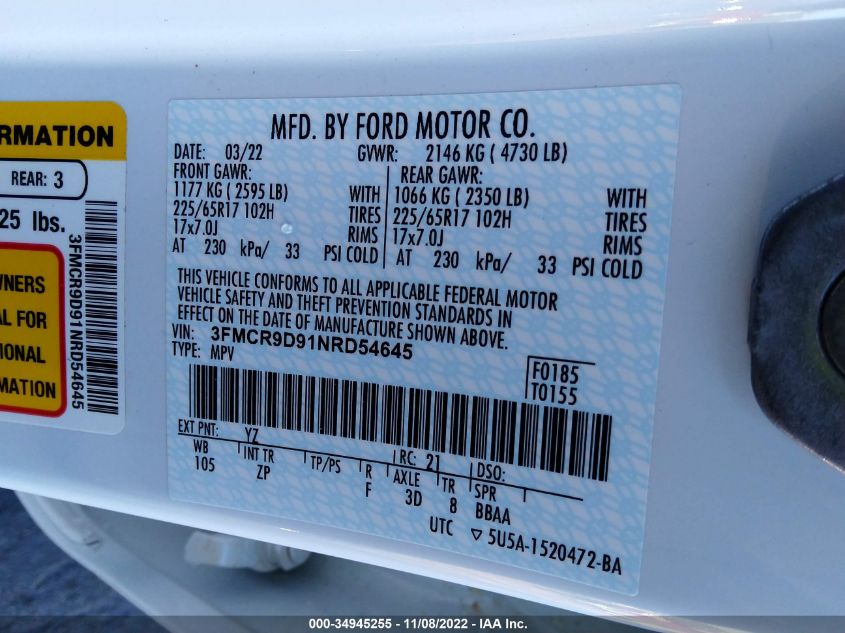 RMATION
REAR: 3
25 lbs.
3FMCR9D91NRD54645
WNERS
AL FOR
IONAL
MATION
MFD. BY FORD MOTOR CO.
DATE: 03/22 GVWR: 2146 KG ( 4730 LB)
FRONT GAWR: REAR GAWR:
1177 KG ( 2595 LB) WITH 1066 KG ( 2350 LB) WITH
225/65R17 102H TIRES 225/65R17 102H TIRES
17x7.0J RIMS 17x7.0J RIMS
AT 230 kPa/ 33 PSI COLD AT 230 kPa/ 33 PSI COLD
THIS VEHICLE CONFORMS TO ALL APPLICABLE FEDERAL MOTOR
VEHICLE SAFETY AND THEFT PREVENTION STANDARDS IN
EFFECT ON THE DATE OF MANUFACTURE SHOWN ABOVE.
VIN: 3FMCR9D91NRD54645
TYPE: MPV
F0185
T0155
EXT PNT: YZ RC: 21 DSO:
WB INT TR TP/PS R AXLE TR SPR
105 ZP F 3D 8 BBAA
UTC ▽ 5U5A-1520472-BA
000-34945255 - 11/08/2022 - www.iaai.com/USA, Inc.